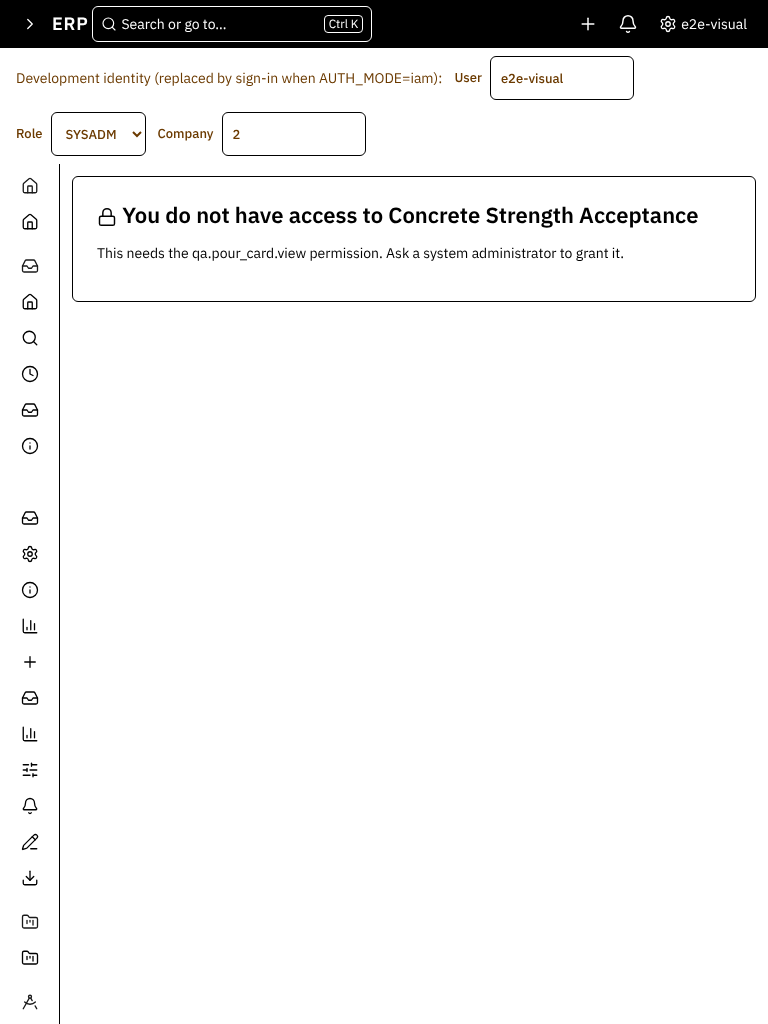 ERP Search or go to... Ctrl K e2e-visual
Development identity (replaced by sign-in when AUTH_MODE=iam): User e2e-visual
Role SYSADM Company 2
You do not have access to Concrete Strength Acceptance
This needs the qa.pour_card.view permission. Ask a system administrator to grant it.